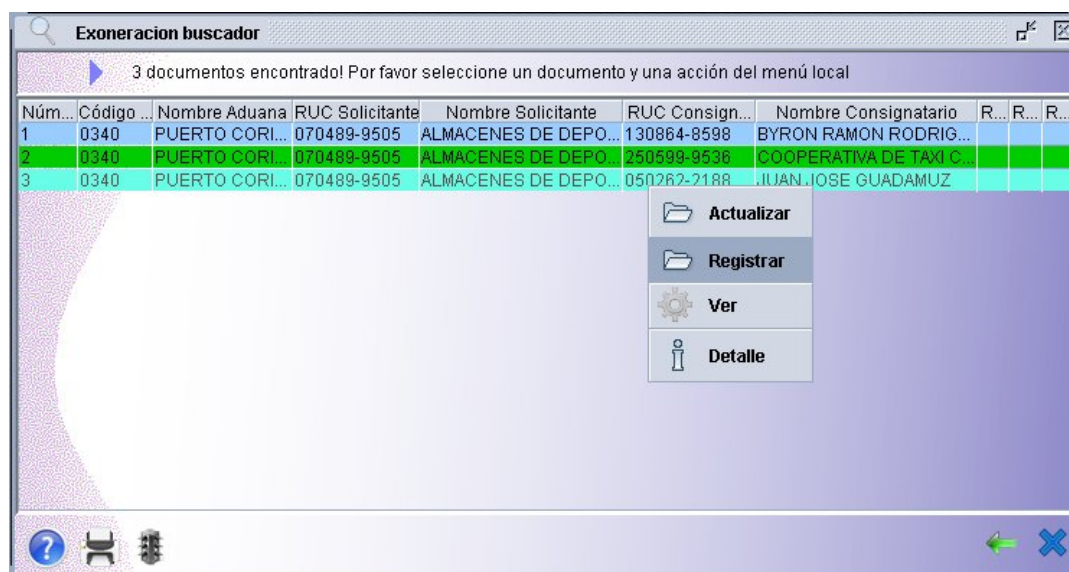 Exoneracion buscador
3 documentos encontrado! Por favor seleccione un documento y una acción del menú local
Núm... Código ... Nombre Aduana RUC Solicitante Nombre Solicitante RUC Consign... Nombre Consignatario R... R... R...
1 0340 PUERTO CORI... 070489-9505 ALMACENES DE DEPO... 130864-8598 BYRON RAMON RODRIG...
2 0340 PUERTO CORI... 070489-9505 ALMACENES DE DEPO... 250599-9536 COOPERATIVA DE TAXI C...
3 0340 PUERTO CORI... 070489-9505 ALMACENES DE DEPO... 050262-2188 JUAN JOSE GUADAMUZ
Actualizar
Registrar
Ver
Detalle